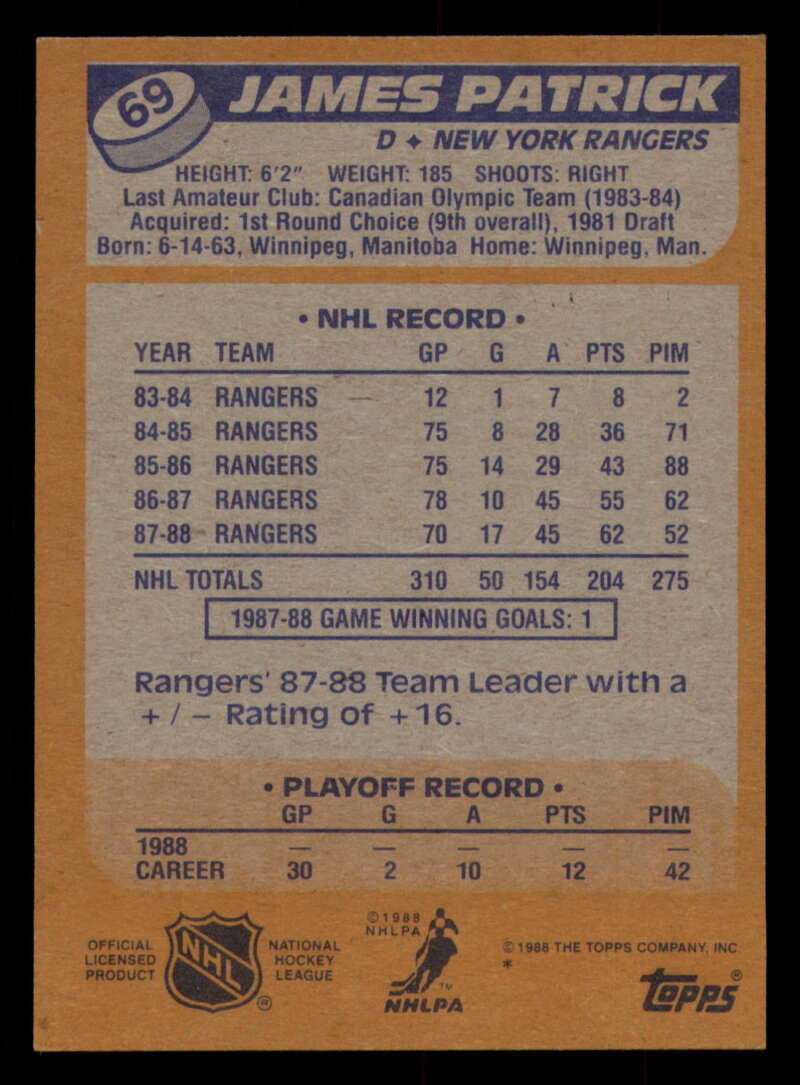 69
JAMES PATRICK
D ✦ NEW YORK RANGERS
HEIGHT: 6'2" WEIGHT: 185 SHOOTS: RIGHT
Last Amateur Club: Canadian Olympic Team (1983-84)
Acquired: 1st Round Choice (9th overall), 1981 Draft
Born: 6-14-63, Winnipeg, Manitoba Home: Winnipeg, Man.
• NHL RECORD •
YEAR TEAM GP G A PTS PIM
83-84 RANGERS 12 1 7 8 2
84-85 RANGERS 75 8 28 36 71
85-86 RANGERS 75 14 29 43 88
86-87 RANGERS 78 10 45 55 62
87-88 RANGERS 70 17 45 62 52
NHL TOTALS 310 50 154 204 275
1987-88 GAME WINNING GOALS: 1
Rangers' 87-88 Team Leader with a
+ / – Rating of +16.
• PLAYOFF RECORD •
GP G A PTS PIM
1988 — — — — —
CAREER 30 2 10 12 42
OFFICIAL LICENSED PRODUCT
NHL
®
NATIONAL HOCKEY LEAGUE
© 1988
NHLPA
™
NHLPA
© 1988 THE TOPPS COMPANY, INC.
*
Topps®